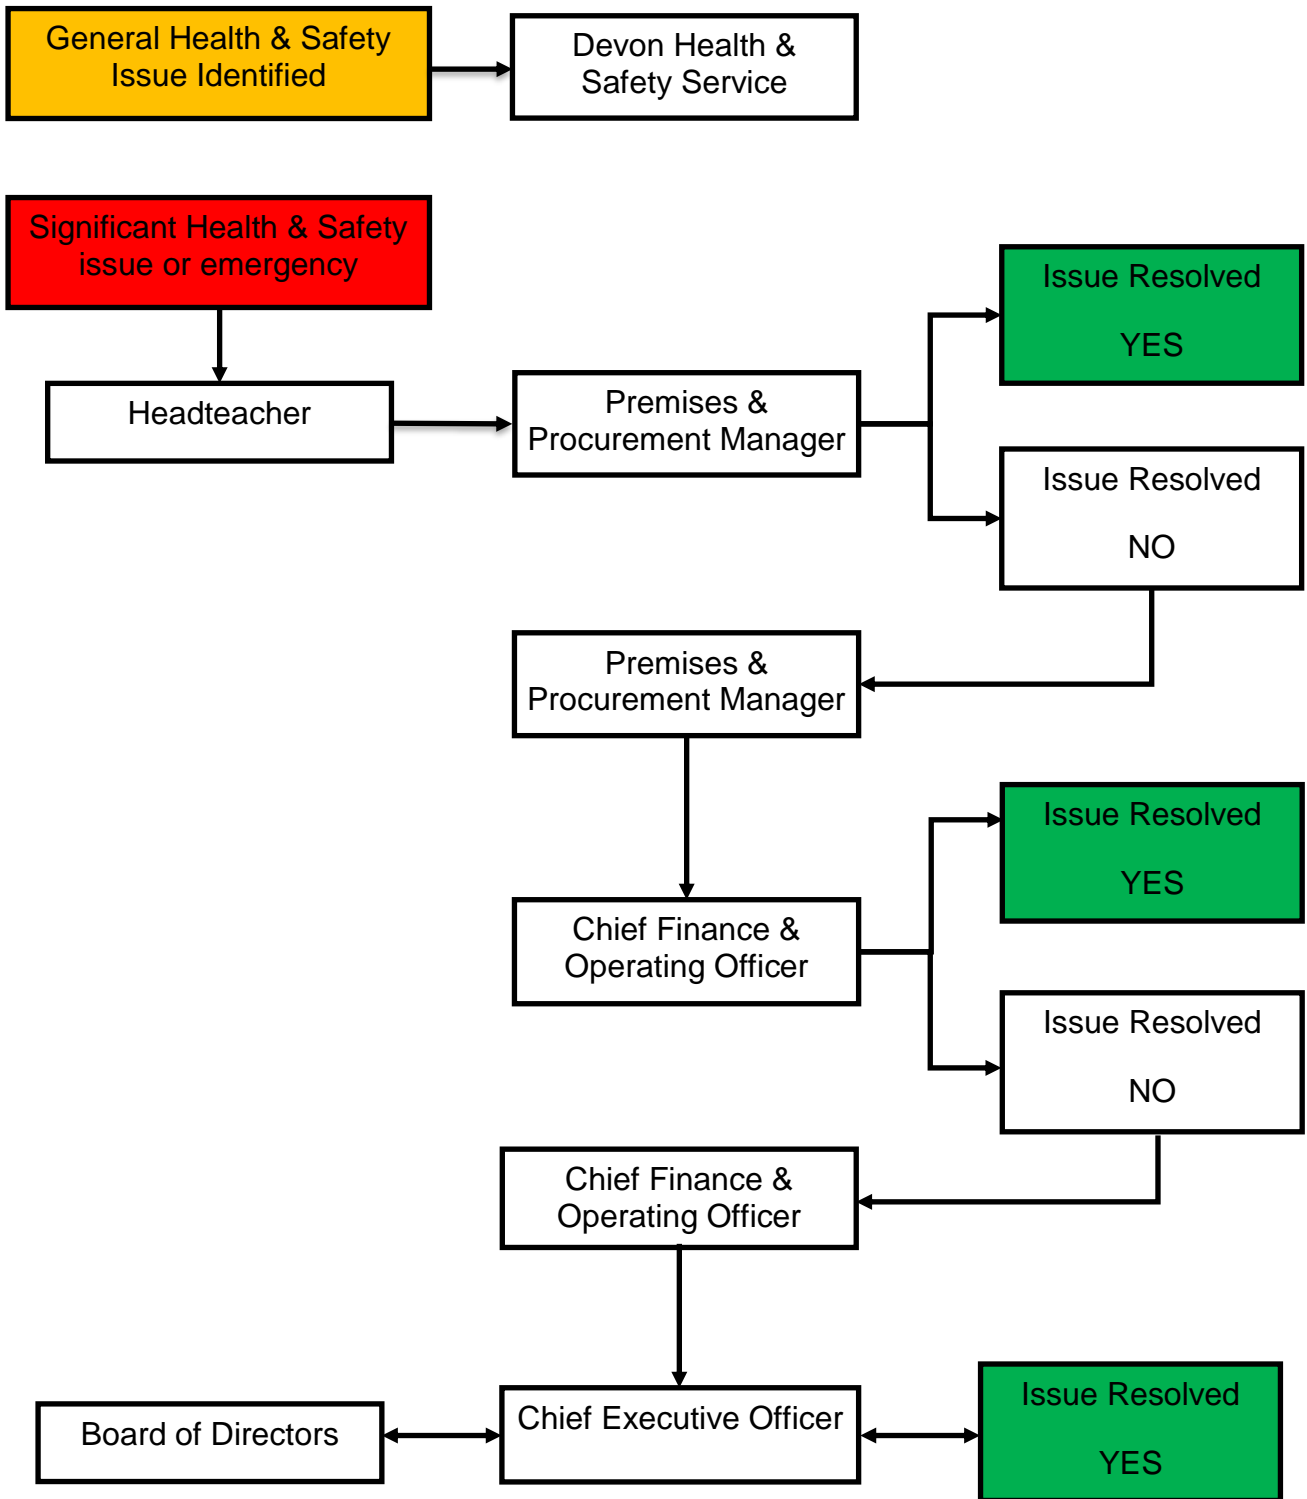 General Health & Safety
Issue Identified
Devon Health &
Safety Service
Significant Health & Safety
issue or emergency
Headteacher
Premises &
Procurement Manager
Issue Resolved
YES
Issue Resolved
NO
Premises &
Procurement Manager
Chief Finance &
Operating Officer
Issue Resolved
YES
Issue Resolved
NO
Chief Finance &
Operating Officer
Board of Directors
Chief Executive Officer
Issue Resolved
YES